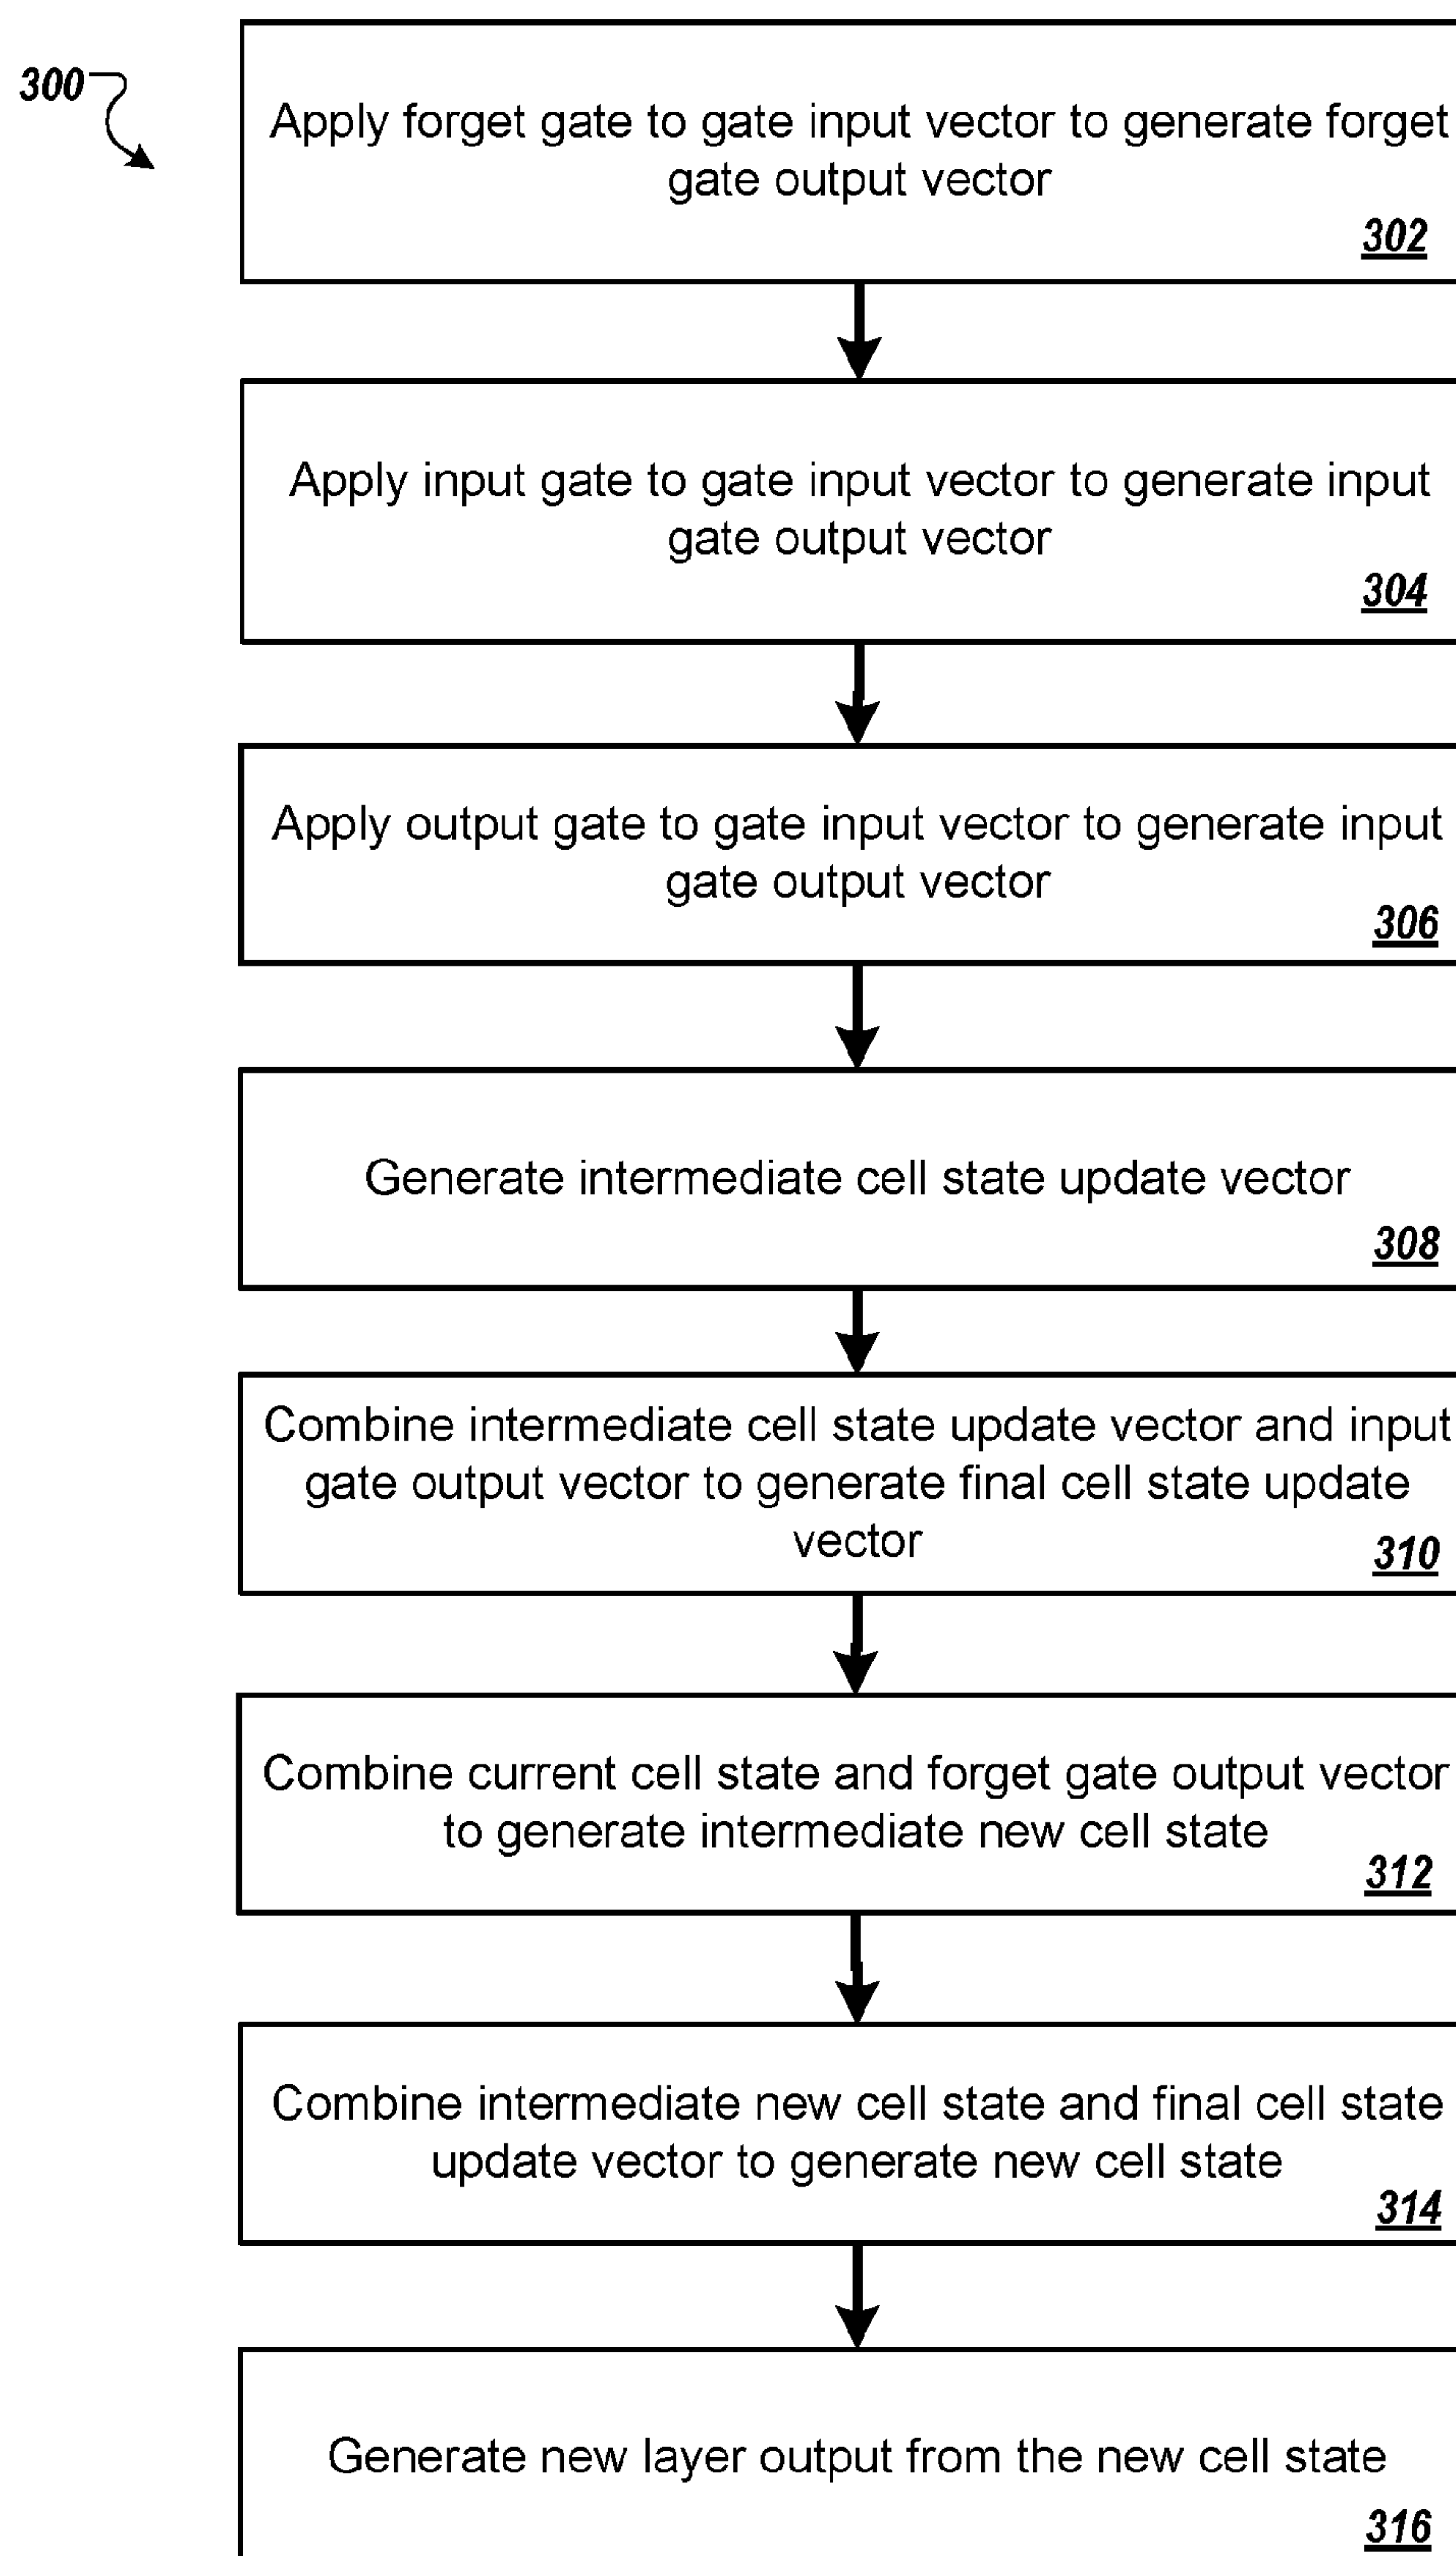 300
Apply forget gate to gate input vector to generate forget
gate output vector
302
Apply input gate to gate input vector to generate input
gate output vector
304
Apply output gate to gate input vector to generate input
gate output vector
306
Generate intermediate cell state update vector
308
Combine intermediate cell state update vector and input
gate output vector to generate final cell state update
vector
310
Combine current cell state and forget gate output vector
to generate intermediate new cell state
312
Combine intermediate new cell state and final cell state
update vector to generate new cell state
314
Generate new layer output from the new cell state
316